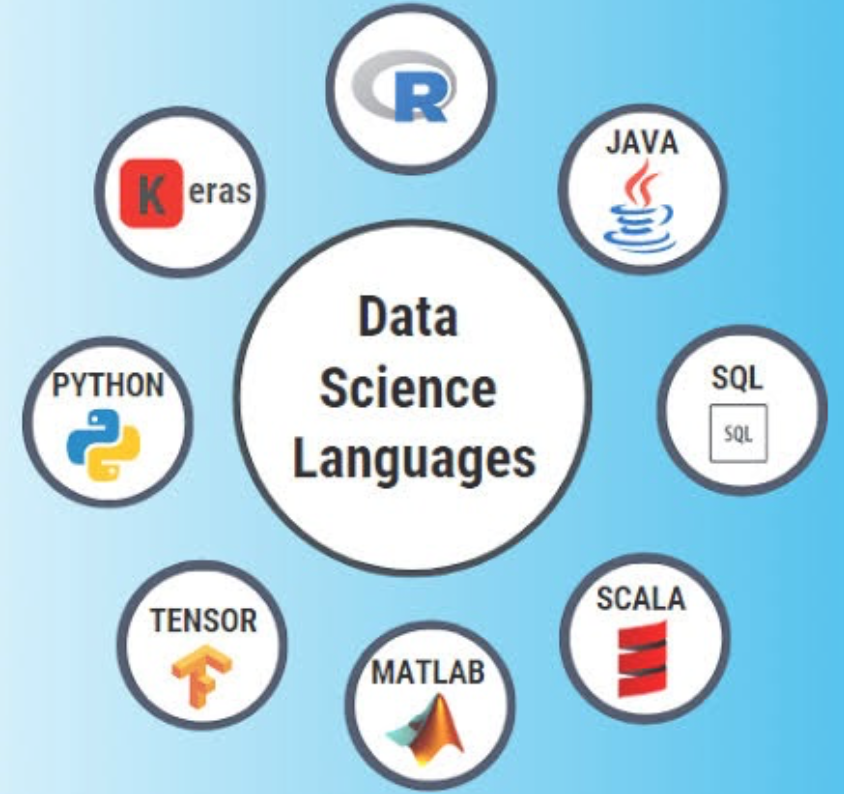 Data
Science
Languages
R
JAVA
SQL
SQL
SCALA
MATLAB
TENSOR
PYTHON
Keras